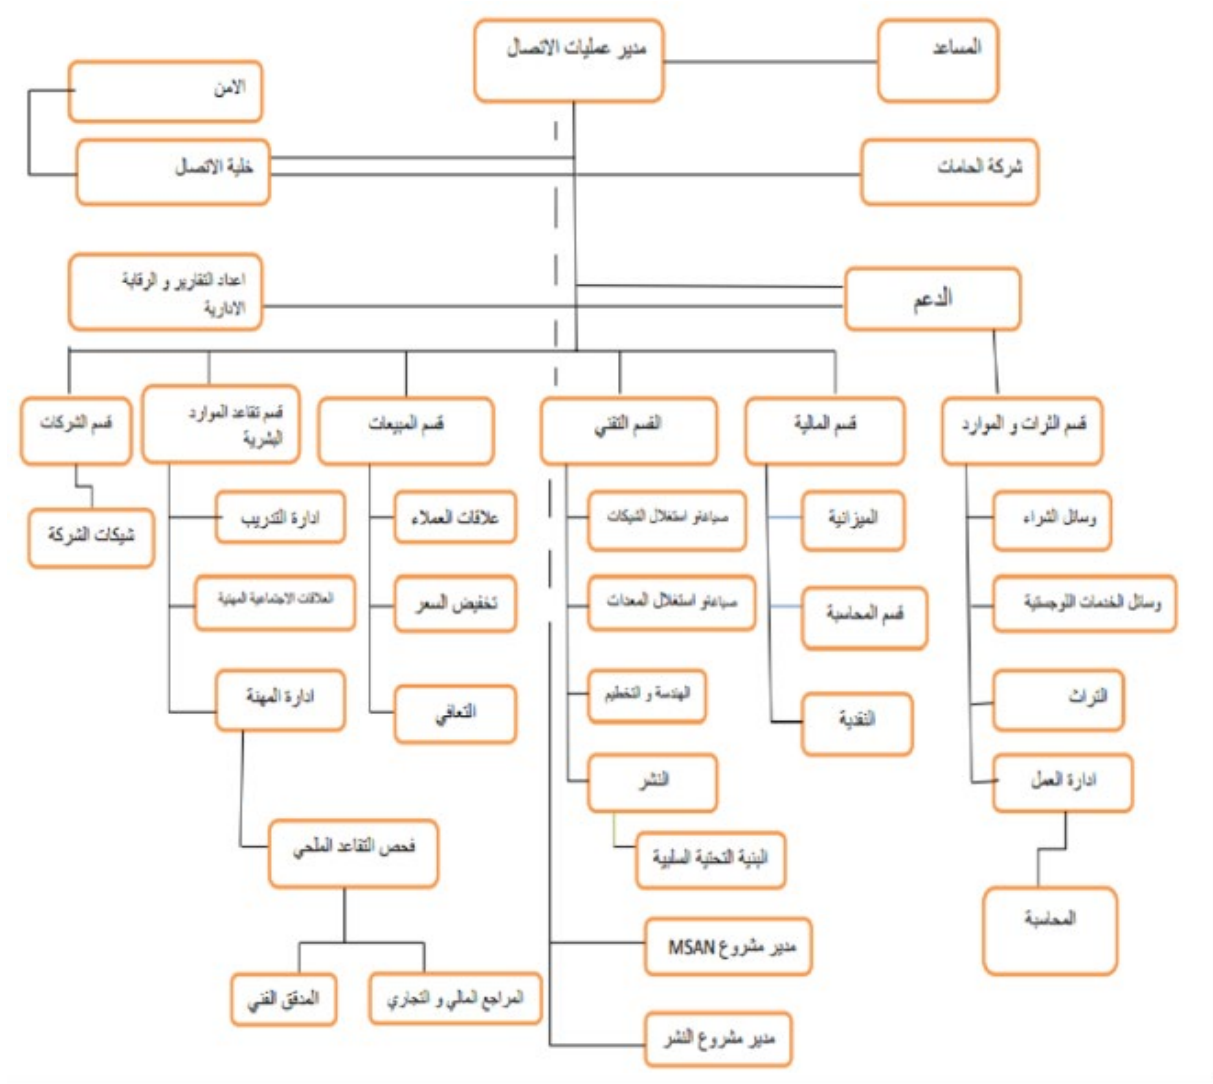 مدير عمليات الاتصال
المساعد
الامن
خلية الاتصال
شركة الحامات
اعداد التقارير و الرقابة
الادارية
الدعم
قسم التراث و الموارد
قسم المالية
القسم التقني
قسم المبيعات
قسم تقاعد الموارد
البشرية
قسم الشركات
وسائل الشراء
الميزانية
صياغاو استغلال الشبكات
علاقات العملاء
ادارة التدريب
شبكات الشركة
وسائل الخدمات اللوجستية
قسم المحاسبة
صياغاو استغلال المعدات
تخفيض السعر
العلاقات الاجتماعية المهنية
التراث
النقدية
الهندسة و التخطيم
التعافي
ادارة المهنة
ادارة العمل
النشر
فحص التقاعد الملحي
البنية التحتية السلبية
المحاسبة
مدير مشروع MSAN
المراجع المالي و التجاري
المدقق الفني
مدير مشروع النشر